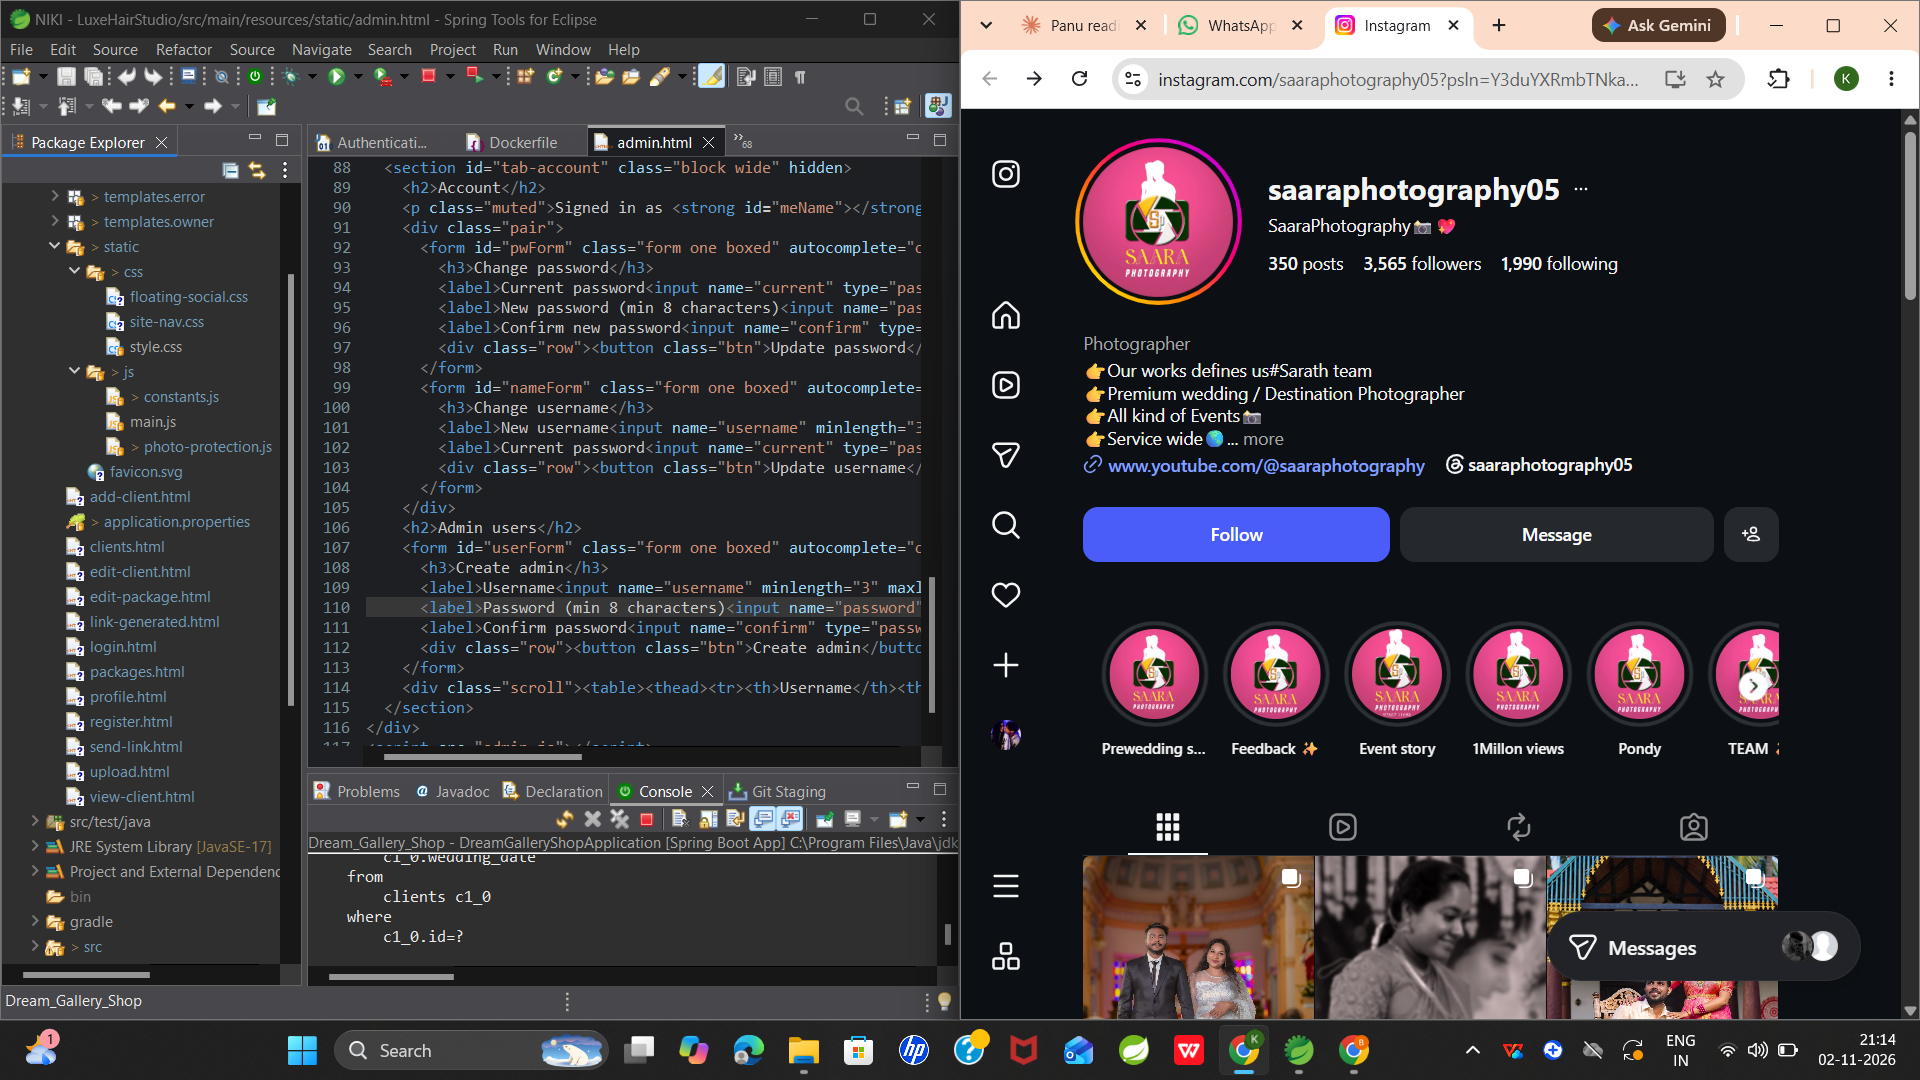 NIKI - LuxeHairStudio/src/main/resources/static/admin.html - Spring Tools for Eclipse
File Edit Source Refactor Source Navigate Search Project Run Window Help
Package Explorer
> templates.error
> templates.owner
> static
> css
floating-social.css
site-nav.css
style.css
> js
> constants.js
main.js
> photo-protection.js
favicon.svg
add-client.html
> application.properties
clients.html
edit-client.html
edit-package.html
link-generated.html
login.html
packages.html
profile.html
register.html
send-link.html
upload.html
view-client.html
src/test/java
JRE System Library [JavaSE-17]
Project and External Dependenc
bin
gradle
> src
Dream_Gallery_Shop
Authenticati... Dockerfile admin.html »68
88 <section id="tab-account" class="block wide" hidden>
89 <h2>Account</h2>
90 <p class="muted">Signed in as <strong id="meName"></strong
91 <div class="pair">
92 <form id="pwForm" class="form one boxed" autocomplete="c
93 <h3>Change password</h3>
94 <label>Current password<input name="current" type="pas
95 <label>New password (min 8 characters)<input name="pas
96 <label>Confirm new password<input name="confirm" type=
97 <div class="row"><button class="btn">Update password</
98 </form>
99 <form id="nameForm" class="form one boxed" autocomplete=
100 <h3>Change username</h3>
101 <label>New username<input name="username" minlength="3
102 <label>Current password<input name="current" type="pas
103 <div class="row"><button class="btn">Update username</
104 </form>
105 </div>
106 <h2>Admin users</h2>
107 <form id="userForm" class="form one boxed" autocomplete="c
108 <h3>Create admin</h3>
109 <label>Username<input name="username" minlength="3" maxl
110 <label>Password (min 8 characters)<input name="password"
111 <label>Confirm password<input name="confirm" type="passw
112 <div class="row"><button class="btn">Create admin</butto
113 </form>
114 <div class="scroll"><table><thead><tr><th>Username</th><th
115 </section>
116 </div>
Problems Javadoc Declaration Console Git Staging
Dream_Gallery_Shop - DreamGalleryShopApplication [Spring Boot App] C:\Program Files\Java\jdk
c1_0.wedding_date
from
clients c1_0
where
c1_0.id=?
Panu readi WhatsApp Instagram Ask Gemini
instagram.com/saaraphotography05?psln=Y3duYXRmbTNka... K
SAARA
PHOTOGRAPHY
saaraphotography05 ...
SaaraPhotography📸 💖
350 posts 3,565 followers 1,990 following
Photographer
👉Our works defines us#Sarath team
👉Premium wedding / Destination Photographer
👉All kind of Events📸
👉Service wide🌎 ... more
www.youtube.com/@saaraphotography saaraphotography05
Follow Message
SAARA PHOTOGRAPHY
SAARA PHOTOGRAPHY
SAARA PHOTOGRAPHY
SAARA PHOTOGRAPHY
SAARA PHOTOGRAPHY
Prewedding s... Feedback ✨ Event story 1Millon views Pondy TEAM
Messages
1 Search
ENG
IN
21:14
02-11-2026